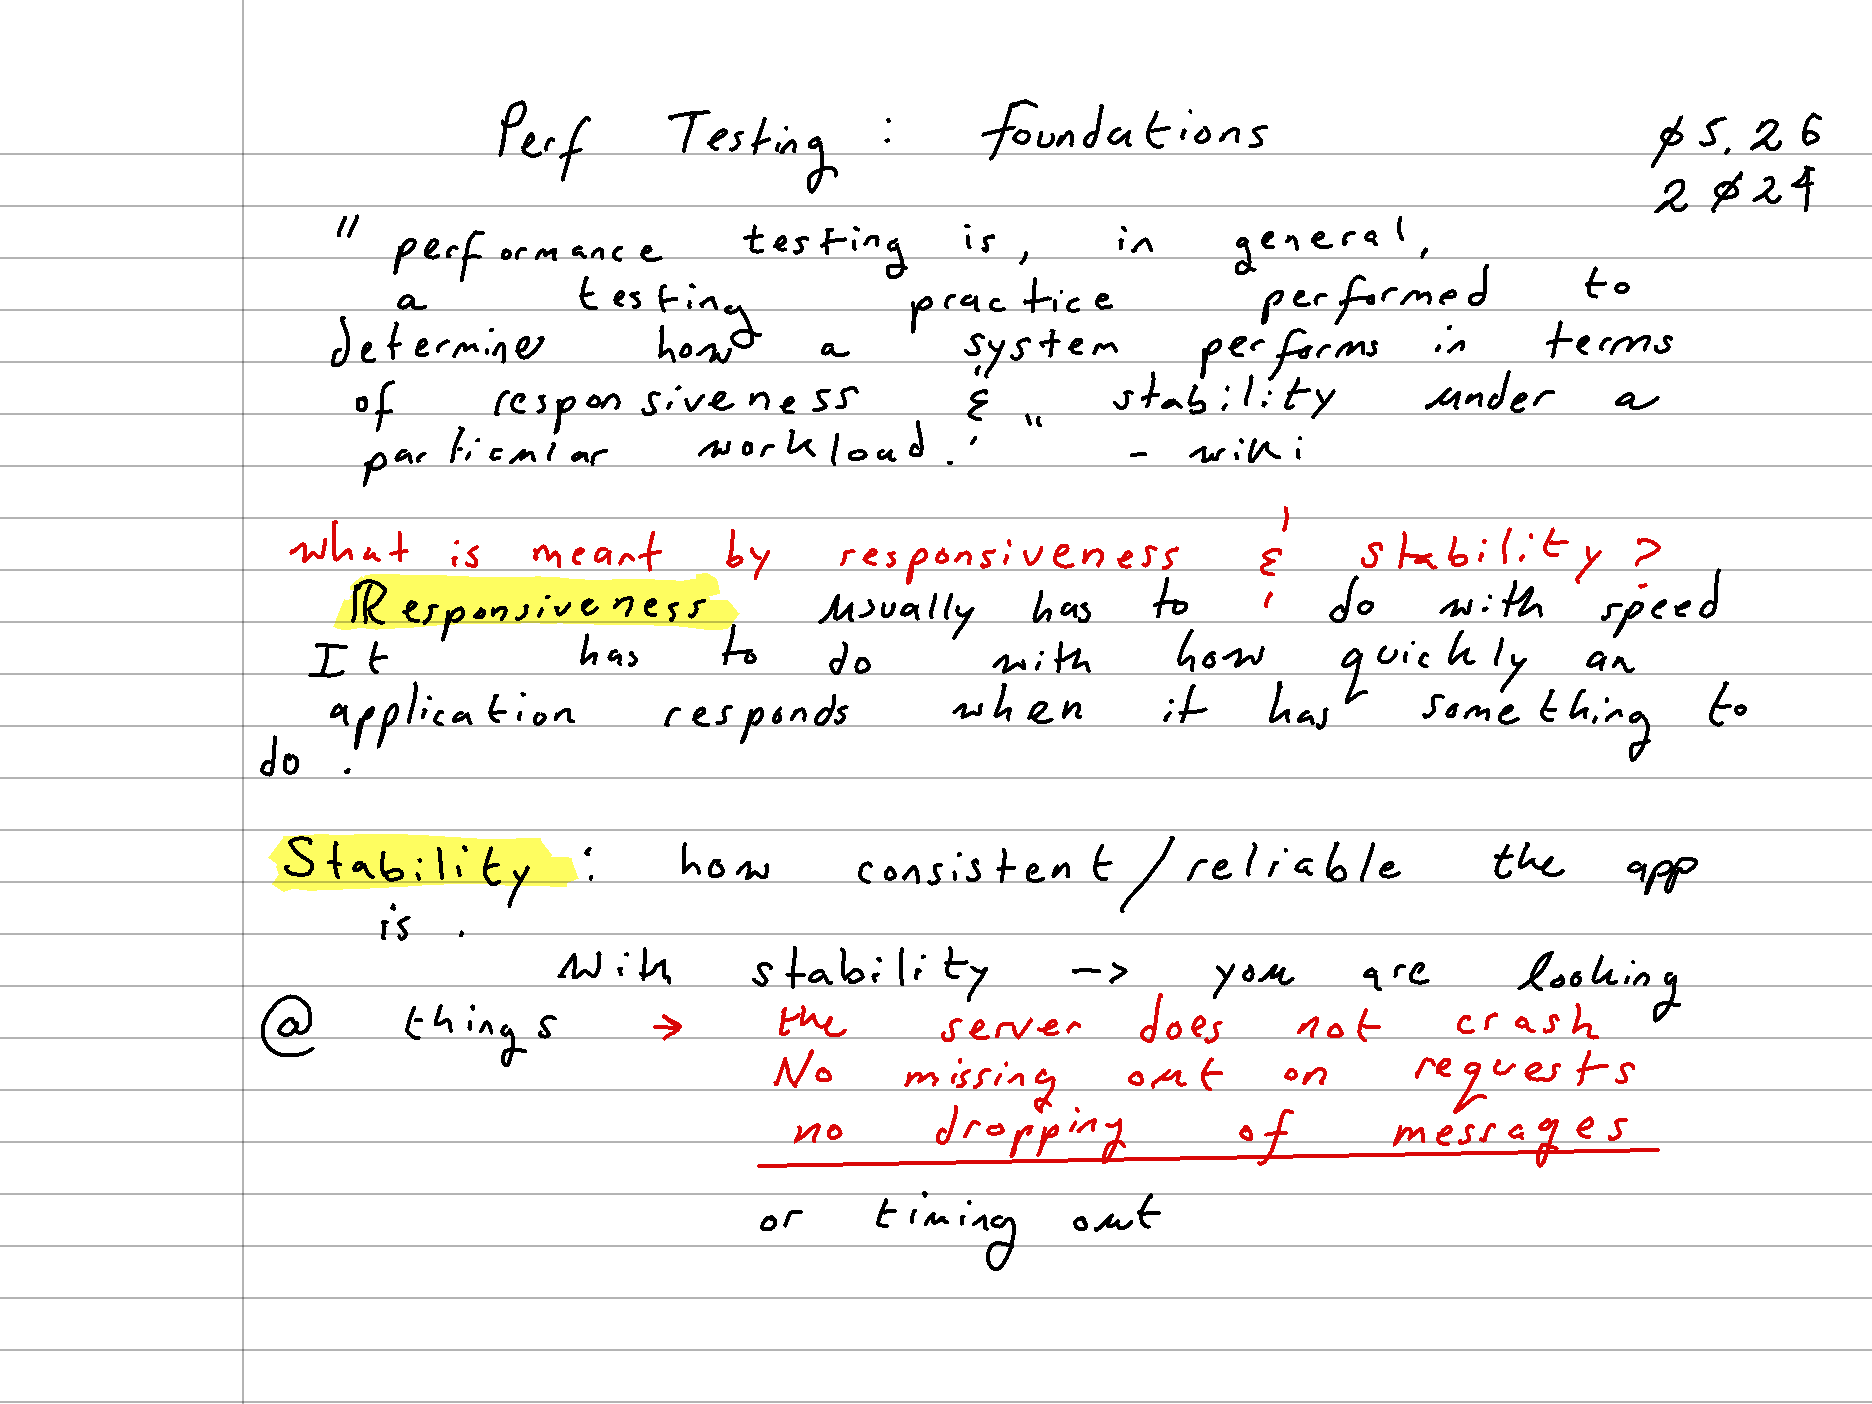 Perf Testing : foundations
ø5.26
2ø24
" performance testing is, in general,
a testing practice performed to
determine how a system performs in terms
of responsiveness & stability under a
particular workload. " - wiki
what is meant by responsiveness & stability?
Responsiveness usually has to do with speed
It has to do with how quickly an
application responds when it has something to
do.
Stability : how consistent/reliable the app
is.
With stability -> you are looking
@ things → the server does not crash
No missing out on requests
no dropping of messages
or timing out